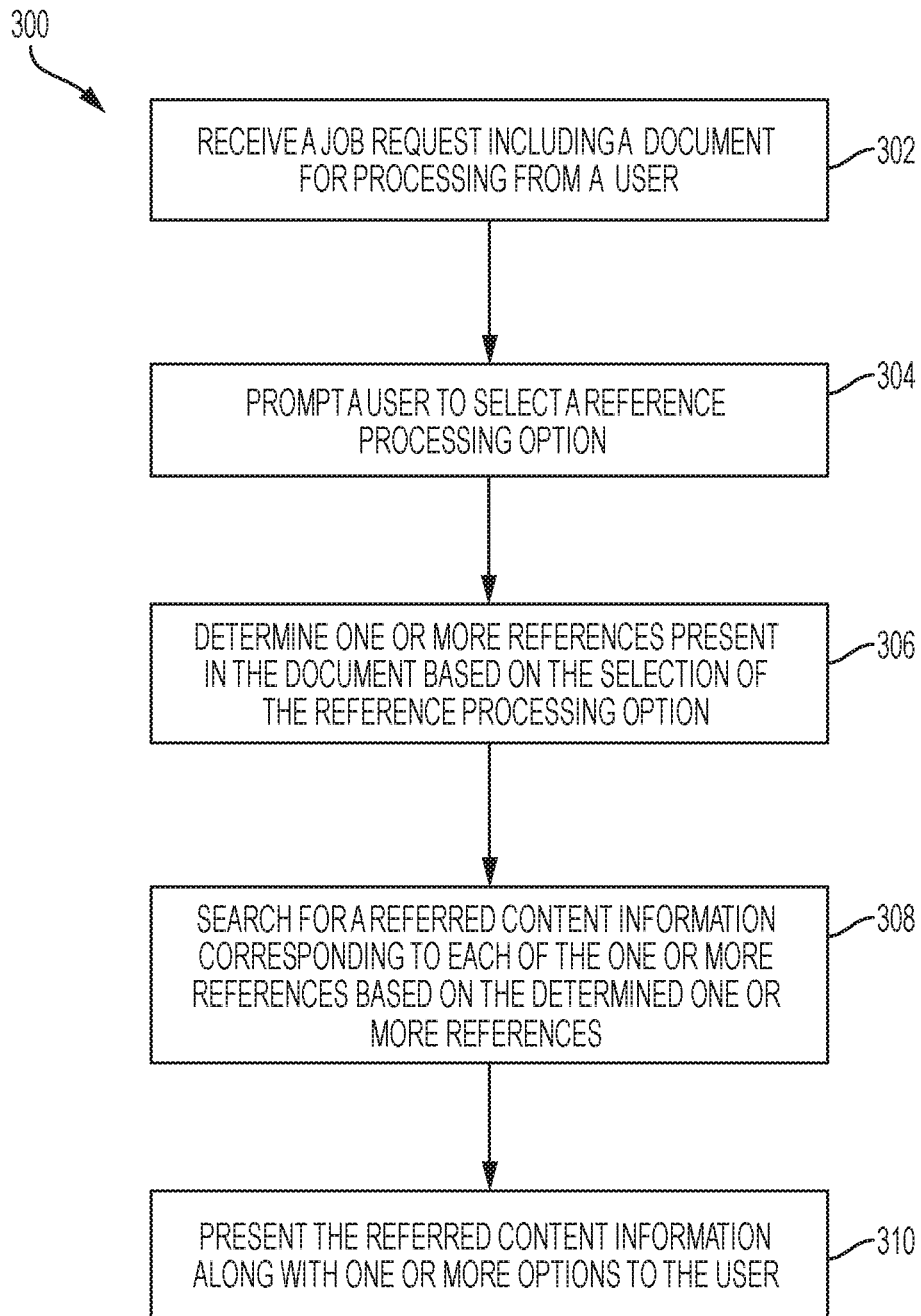 300
RECEIVE A JOB REQUEST INCLUDING A DOCUMENT
FOR PROCESSING FROM A USER
302
PROMPT A USER TO SELECT A REFERENCE
PROCESSING OPTION
304
DETERMINE ONE OR MORE REFERENCES PRESENT
IN THE DOCUMENT BASED ON THE SELECTION OF
THE REFERENCE PROCESSING OPTION
306
SEARCH FOR A REFERRED CONTENT INFORMATION
CORRESPONDING TO EACH OF THE ONE OR MORE
REFERENCES BASED ON THE DETERMINED ONE OR
MORE REFERENCES
308
PRESENT THE REFERRED CONTENT INFORMATION
ALONG WITH ONE OR MORE OPTIONS TO THE USER
310